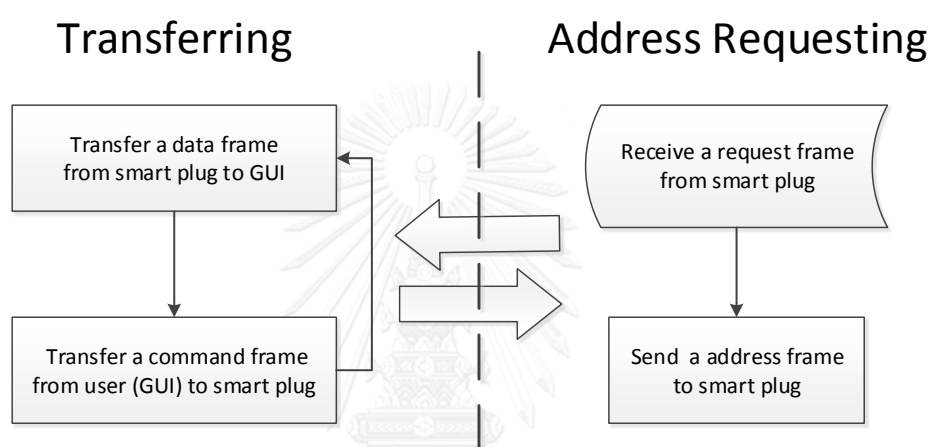 Transferring
Transfer a data frame
from smart plug to GUI
Transfer a command frame
from user (GUI) to smart plug
Address Requesting
Receive a request frame
from smart plug
Send a address frame
to smart plug